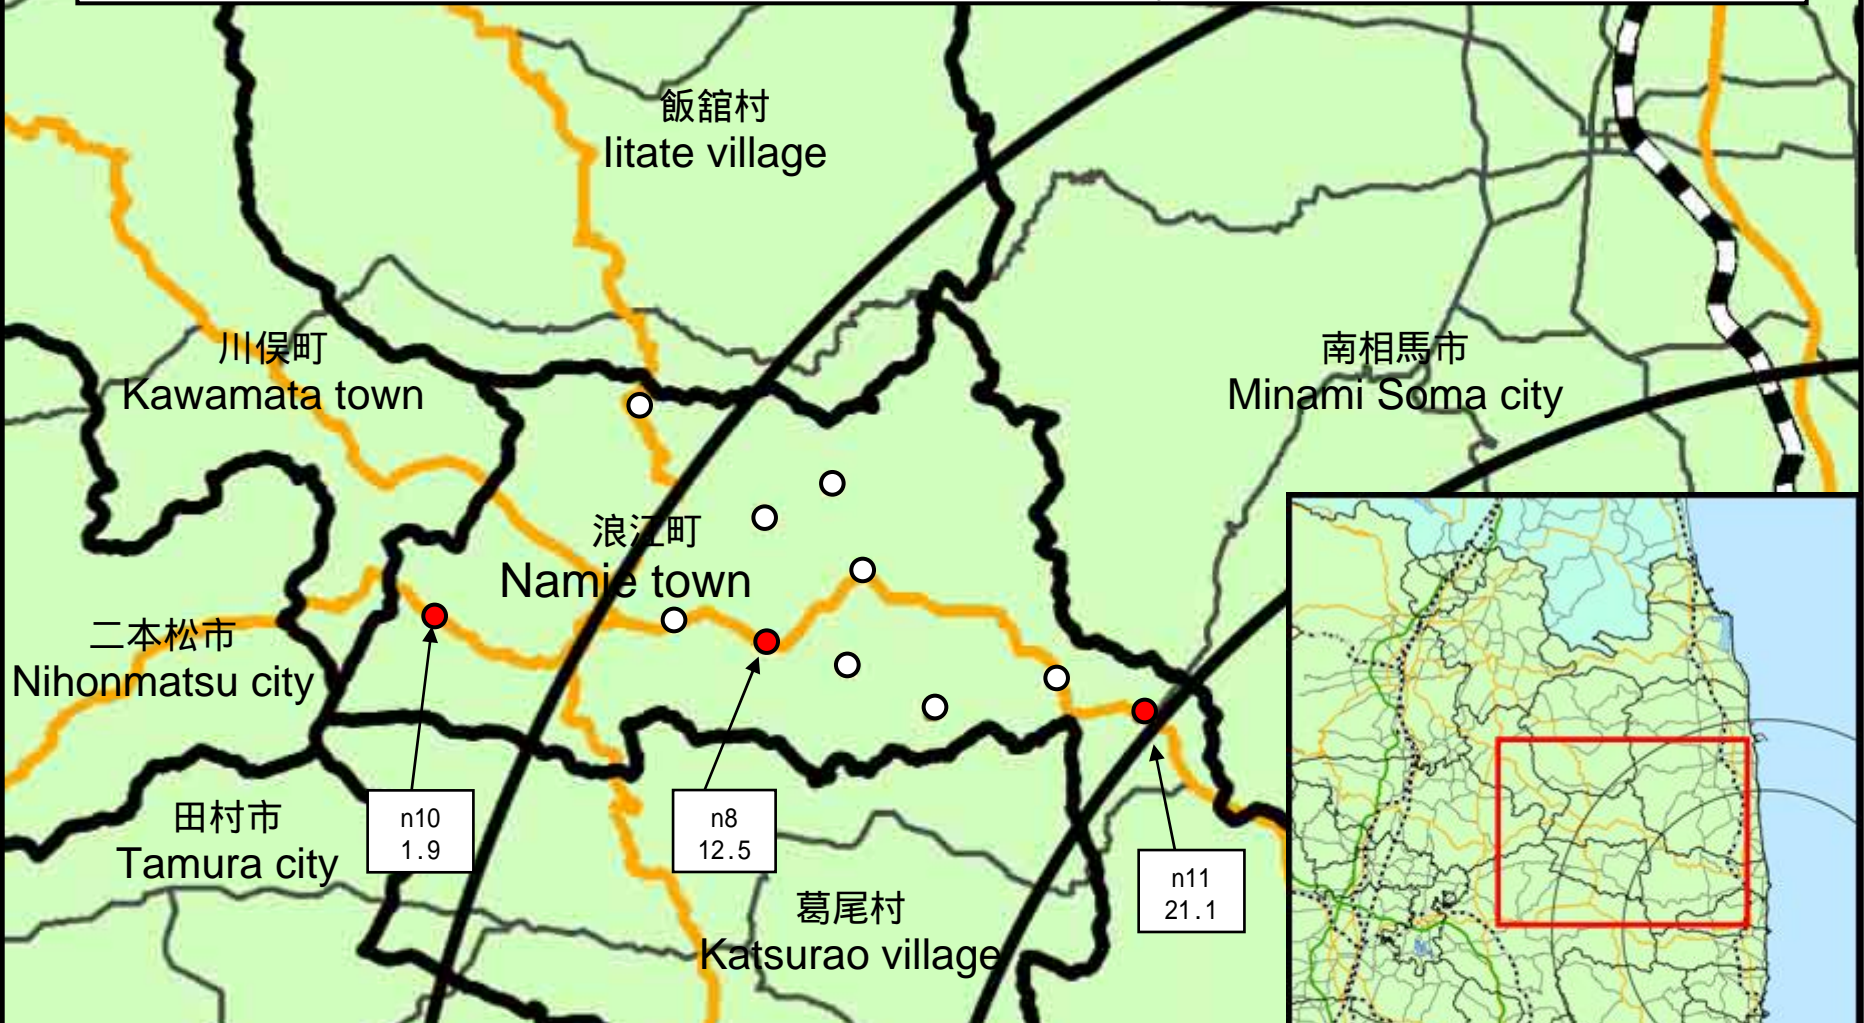 飯舘村
Iitate village
川俣町
Kawamata town
南相馬市
Minami Soma city
浪江町
Namie town
二本松市
Nihonmatsu city
田村市
Tamura city
n10
1.9
n8
12.5
n11
21.1
葛尾村
Katsurao village